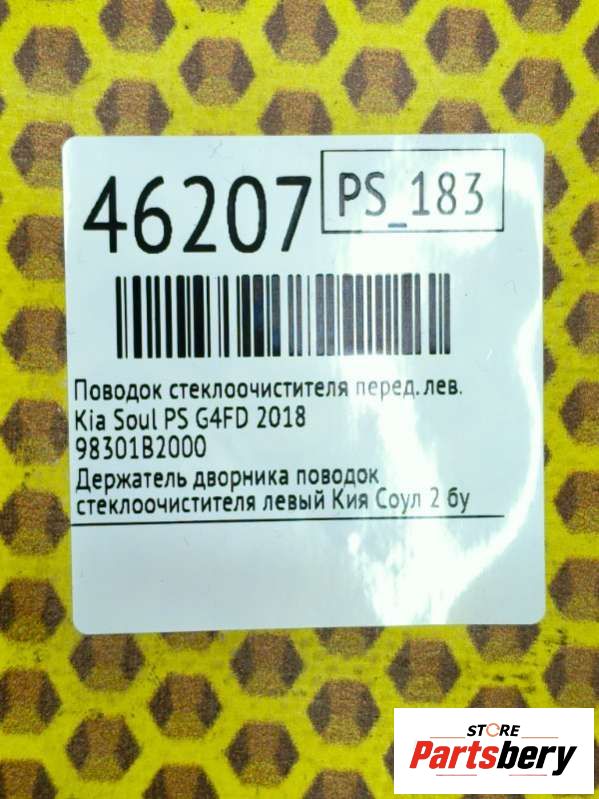 46207
PS_183
Поводок стеклоочистителя перед.лев.
Kia Soul PS G4FD 2018
98301B2000
Держатель дворника поводок
стеклоочистителя левый Кия Соул 2 бу
STORE
Partsbery